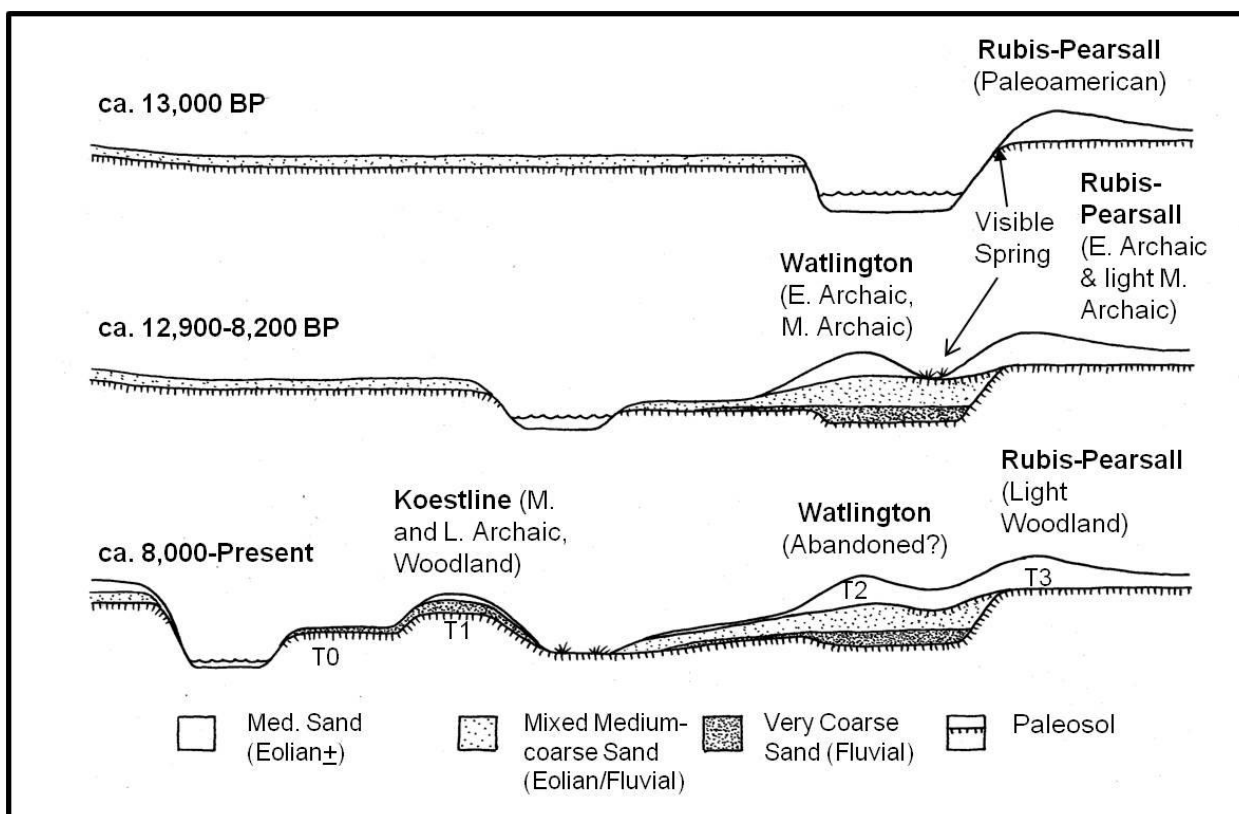 Rubis-Pearsall
(Paleoamerican)
ca. 13,000 BP
Visible
Spring
Rubis-
Pearsall
(E. Archaic
& light M.
Archaic)
Watlington
(E. Archaic,
M. Archaic)
ca. 12,900-8,200 BP
Rubis-Pearsall
(Light
Woodland)
Koestline (M.
and L. Archaic,
Woodland)
Watlington
(Abandoned?)
ca. 8,000-Present
T0
T1
T2
T3
Med. Sand
(Eolian±)
Mixed Medium-
coarse Sand
(Eolian/Fluvial)
Very Coarse
Sand (Fluvial)
Paleosol